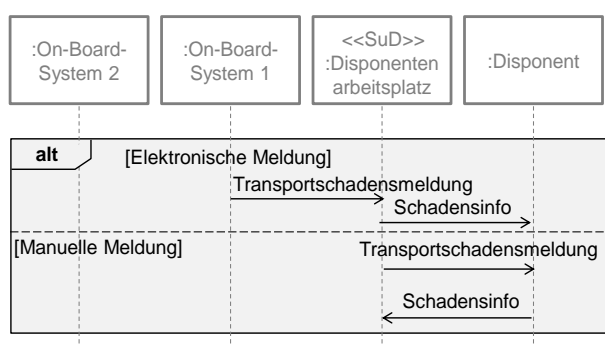 :On-Board-
System 2
:On-Board-
System 1
<<SuD>>
:Disponenten
arbeitsplatz
:Disponent
alt
[Elektronische Meldung]
Transportschadensmeldung
Schadensinfo
[Manuelle Meldung]
Transportschadensmeldung
Schadensinfo